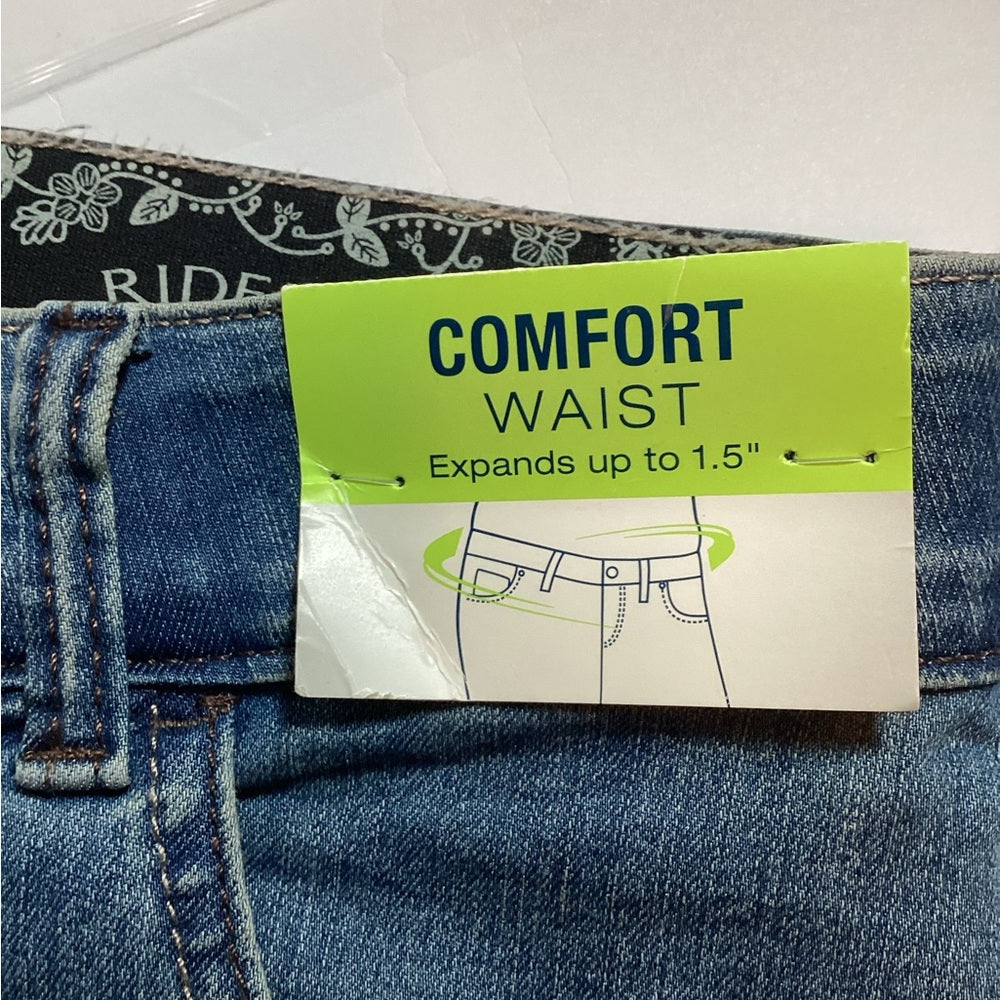 RIDE
COMFORT
WAIST
Expands up to 1.5"